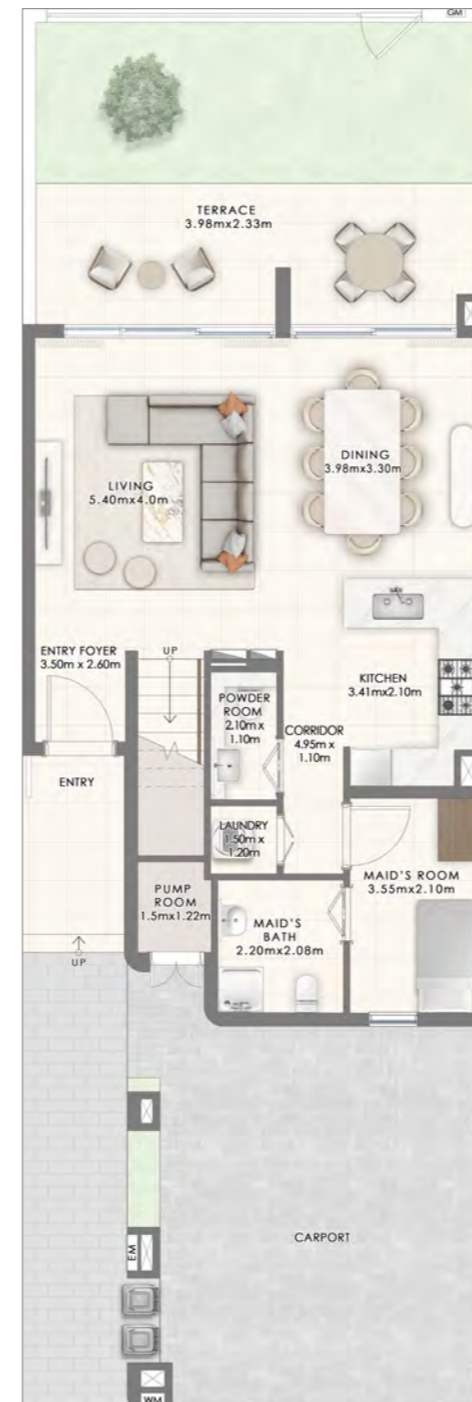 GM
TERRACE
3.98mx2.33m
LIVING
5.40mx4.0m
DINING
3.98mx3.30m
ENTRY FOYER
3.50m x 2.60m
UP
KITCHEN
3.41mx2.10m
POWDER
ROOM
2.10m x
1.10m
CORRIDOR
4.95m x
1.10m
ENTRY
LAUNDRY
1.50m x
1.20m
MAID'S ROOM
3.55mx2.10m
PUMP
ROOM
1.5mx1.22m
MAID'S
BATH
2.20mx2.08m
UP
CARPORT
EM
WM